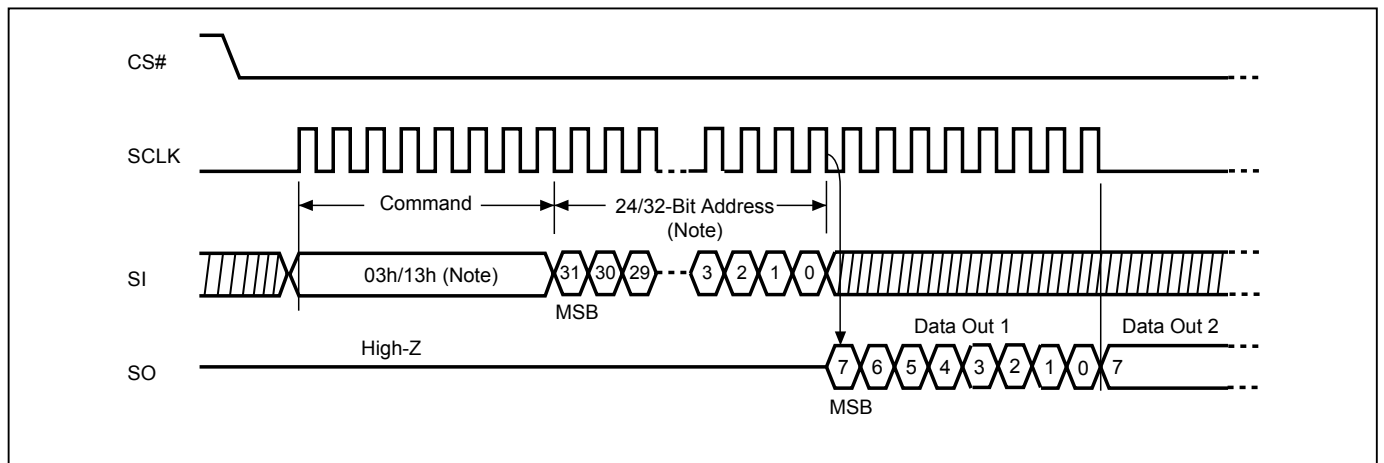 CS#
SCLK
Command
24/32-Bit Address
(Note)
SI
03h/13h (Note)
31 30 29 3 2 1 0
MSB
Data Out 1
Data Out 2
High-Z
SO
7 6 5 4 3 2 1 0 7
MSB